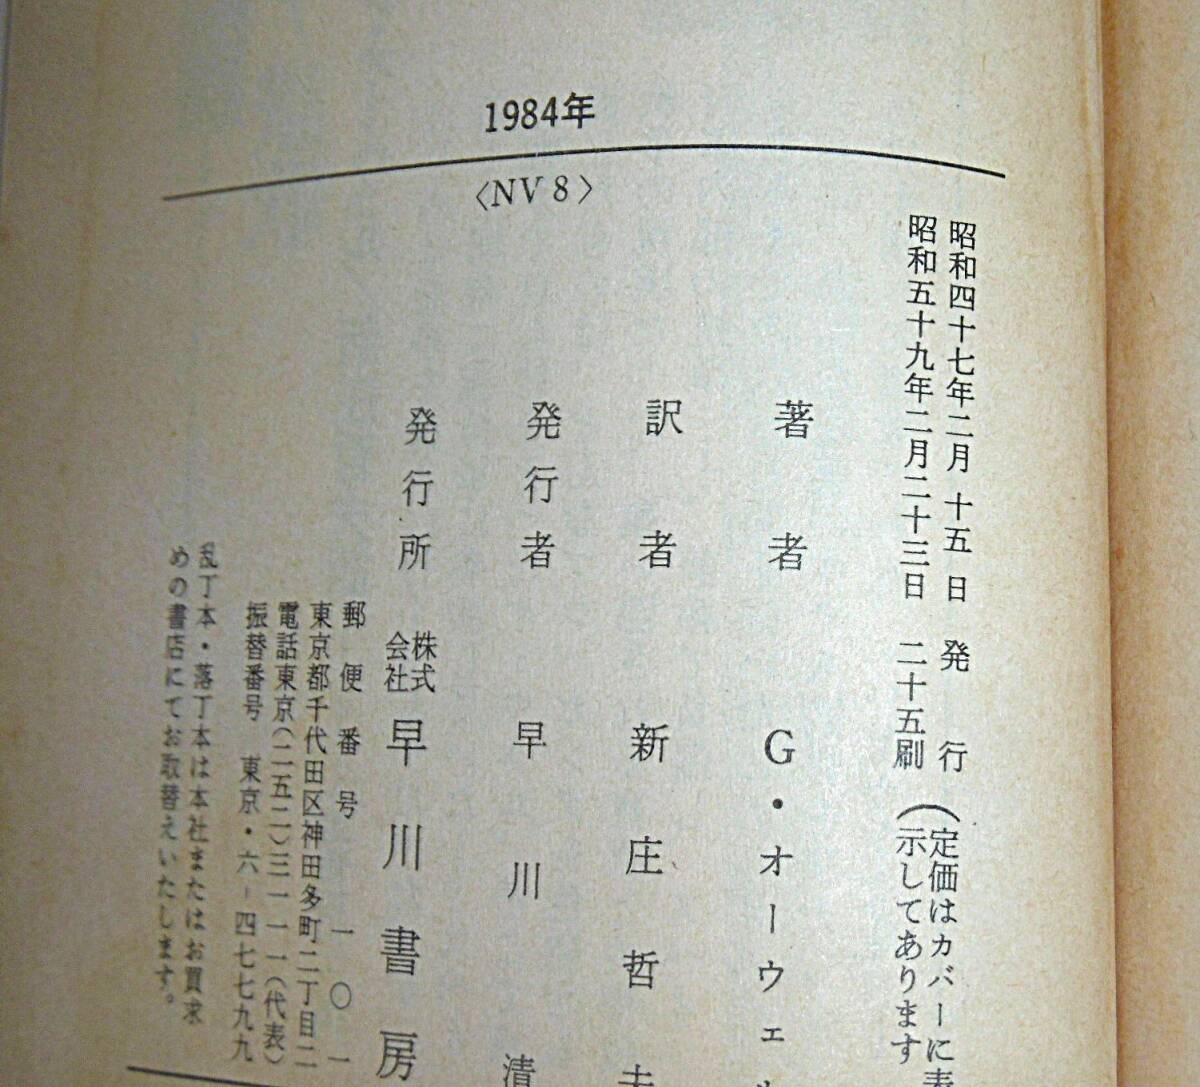 1984年
〈NV8〉
昭和四十七年二月十五日 発行
昭和五十九年二月二十三日 二十五刷
(定価はカバーに表
示してあります
著者 G・オーウェル
訳者 新庄哲夫
発行者 早川清
発行所 株式会社 早川書房
郵便番号 一〇一
東京都千代田区神田多町二丁目二
電話東京(二五二)三一一一(代表)
振替番号 東京・六-四七七九九
乱丁本・落丁本は本社またはお買求
めの書店にてお取替えいたします。